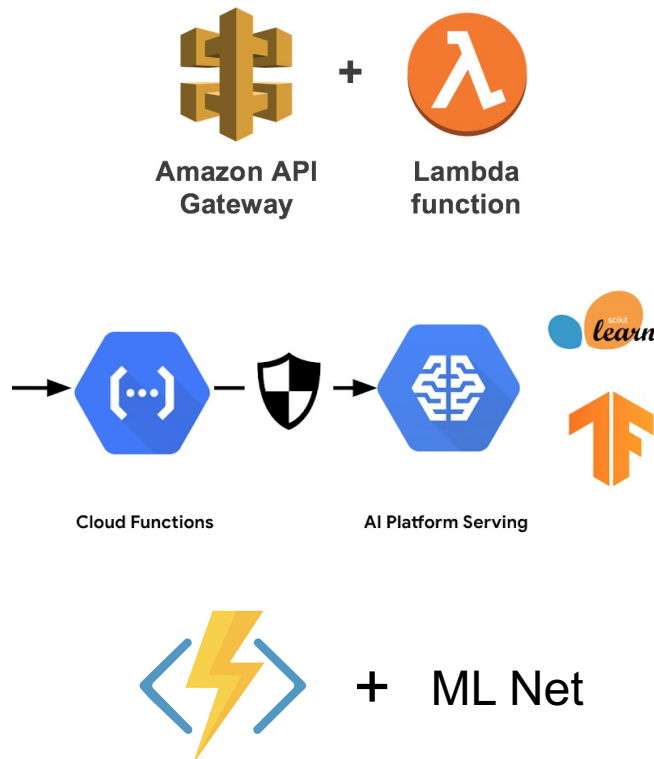 +
Amazon API
Gateway
Lambda
function
scikit
learn
Cloud Functions
AI Platform Serving
+ ML Net